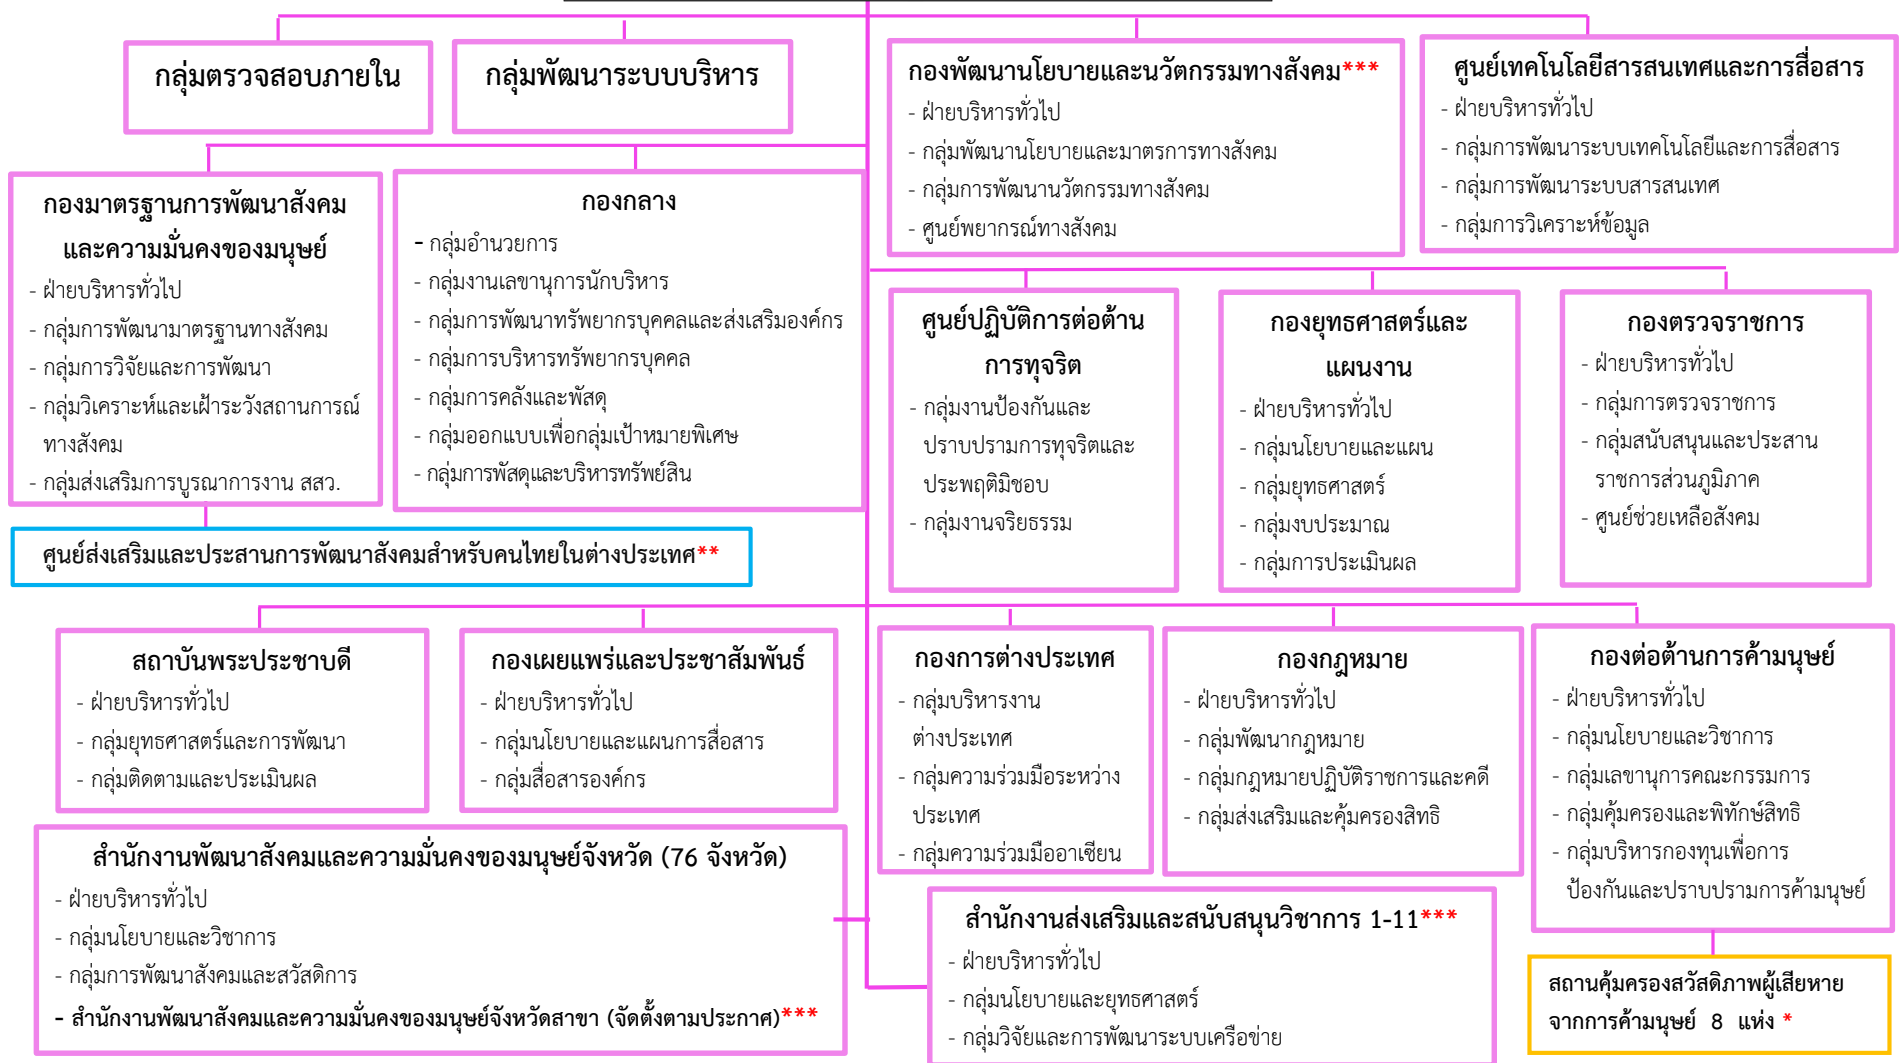 กลุ่มตรวจสอบภายใน
กลุ่มพัฒนาระบบบริหาร
กองพัฒนานโยบายและนวัตกรรมทางสังคม***
- ฝ่ายบริหารทั่วไป
- กลุ่มพัฒนานโยบายและมาตรการทางสังคม
- กลุ่มการพัฒนานวัตกรรมทางสังคม
- ศูนย์พยากรณ์ทางสังคม
ศูนย์เทคโนโลยีสารสนเทศและการสื่อสาร
- ฝ่ายบริหารทั่วไป
- กลุ่มการพัฒนาระบบเทคโนโลยีและการสื่อสาร
- กลุ่มการพัฒนาระบบสารสนเทศ
- กลุ่มการวิเคราะห์ข้อมูล
กองมาตรฐานการพัฒนาสังคม
และความมั่นคงของมนุษย์
- ฝ่ายบริหารทั่วไป
- กลุ่มการพัฒนามาตรฐานทางสังคม
- กลุ่มการวิจัยและการพัฒนา
- กลุ่มวิเคราะห์และเฝ้าระวังสถานการณ์
ทางสังคม
- กลุ่มส่งเสริมการบูรณาการงาน สสว.
กองกลาง
- กลุ่มอำนวยการ
- กลุ่มงานเลขานุการนักบริหาร
- กลุ่มการพัฒนาทรัพยากรบุคคลและส่งเสริมองค์กร
- กลุ่มการบริหารทรัพยากรบุคคล
- กลุ่มการคลังและพัสดุ
- กลุ่มออกแบบเพื่อกลุ่มเป้าหมายพิเศษ
- กลุ่มการพัสดุและบริหารทรัพย์สิน
ศูนย์ปฏิบัติการต่อต้าน
การทุจริต
- กลุ่มงานป้องกันและ
ปราบปรามการทุจริตและ
ประพฤติมิชอบ
- กลุ่มงานจริยธรรม
กองยุทธศาสตร์และ
แผนงาน
- ฝ่ายบริหารทั่วไป
- กลุ่มนโยบายและแผน
- กลุ่มยุทธศาสตร์
- กลุ่มงบประมาณ
- กลุ่มการประเมินผล
กองตรวจราชการ
- ฝ่ายบริหารทั่วไป
- กลุ่มการตรวจราชการ
- กลุ่มสนับสนุนและประสาน
ราชการส่วนภูมิภาค
- ศูนย์ช่วยเหลือสังคม
ศูนย์ส่งเสริมและประสานการพัฒนาสังคมสำหรับคนไทยในต่างประเทศ**
สถาบันพระประชาบดี
- ฝ่ายบริหารทั่วไป
- กลุ่มยุทธศาสตร์และการพัฒนา
- กลุ่มติดตามและประเมินผล
กองเผยแพร่และประชาสัมพันธ์
- ฝ่ายบริหารทั่วไป
- กลุ่มนโยบายและแผนการสื่อสาร
- กลุ่มสื่อสารองค์กร
กองการต่างประเทศ
- กลุ่มบริหารงาน
ต่างประเทศ
- กลุ่มความร่วมมือระหว่าง
ประเทศ
- กลุ่มความร่วมมืออาเซียน
กองกฎหมาย
- ฝ่ายบริหารทั่วไป
- กลุ่มพัฒนากฎหมาย
- กลุ่มกฎหมายปฏิบัติราชการและคดี
- กลุ่มส่งเสริมและคุ้มครองสิทธิ
กองต่อต้านการค้ามนุษย์
- ฝ่ายบริหารทั่วไป
- กลุ่มนโยบายและวิชาการ
- กลุ่มเลขานุการคณะกรรมการ
- กลุ่มคุ้มครองและพิทักษ์สิทธิ
- กลุ่มบริหารกองทุนเพื่อการ
ป้องกันและปราบปรามการค้ามนุษย์
สำนักงานพัฒนาสังคมและความมั่นคงของมนุษย์จังหวัด (76 จังหวัด)
- ฝ่ายบริหารทั่วไป
- กลุ่มนโยบายและวิชาการ
- กลุ่มการพัฒนาสังคมและสวัสดิการ
- สำนักงานพัฒนาสังคมและความมั่นคงของมนุษย์จังหวัดสาขา (จัดตั้งตามประกาศ)***
สำนักงานส่งเสริมและสนับสนุนวิชาการ 1-11***
- ฝ่ายบริหารทั่วไป
- กลุ่มนโยบายและยุทธศาสตร์
- กลุ่มวิจัยและการพัฒนาระบบเครือข่าย
สถานคุ้มครองสวัสดิภาพผู้เสียหาย
จากการค้ามนุษย์ 8 แห่ง *